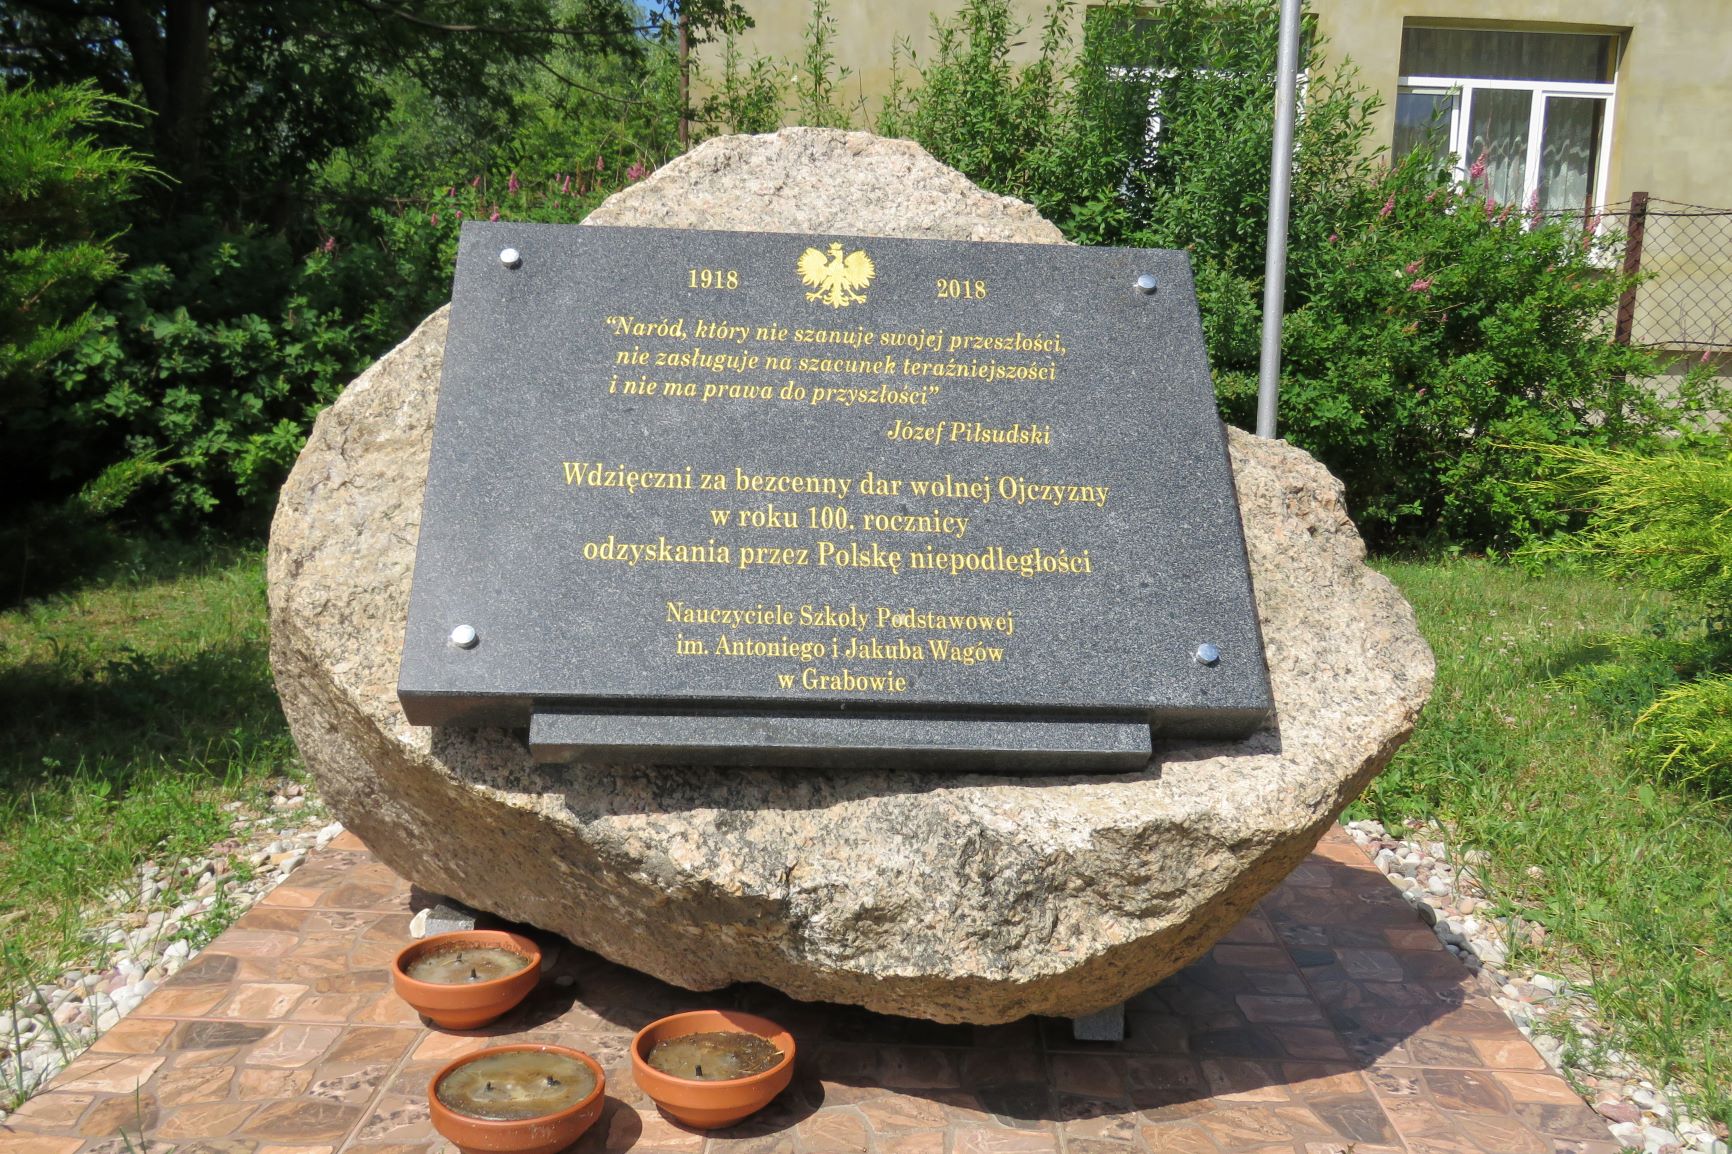 1918 2018
“Naród, który nie szanuje swojej przeszłości,
nie zasługuje na szacunek teraźniejszości
i nie ma prawa do przyszłości”
Józef Piłsudski
Wdzięczni za bezcenny dar wolnej Ojczyzny
w roku 100. rocznicy
odzyskania przez Polskę niepodległości
Nauczyciele Szkoły Podstawowej
im. Antoniego i Jakuba Wagów
w Grabowie